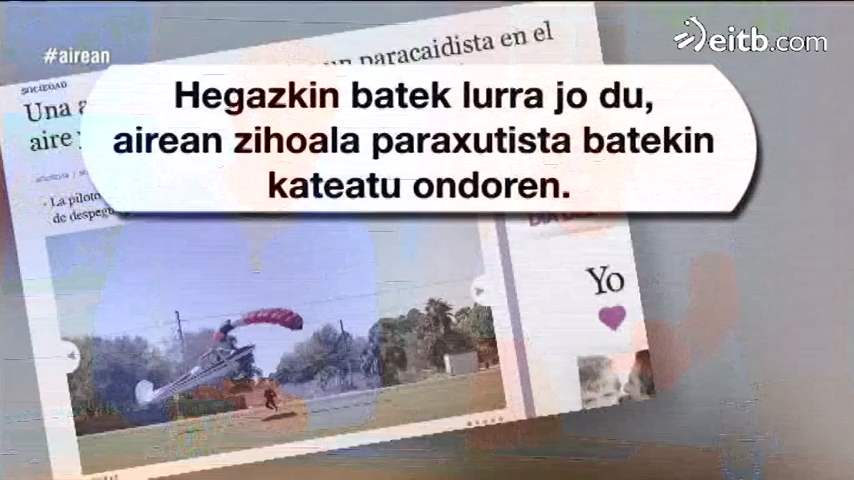 eitb.com
#airean
paracaidista en el
SOCIEDAD
Una
aire
Hegazkin batek lurra jo du,
airean zihoala paraxutista batekin
kateatu ondoren.
- La piloto
de despegu
Yo